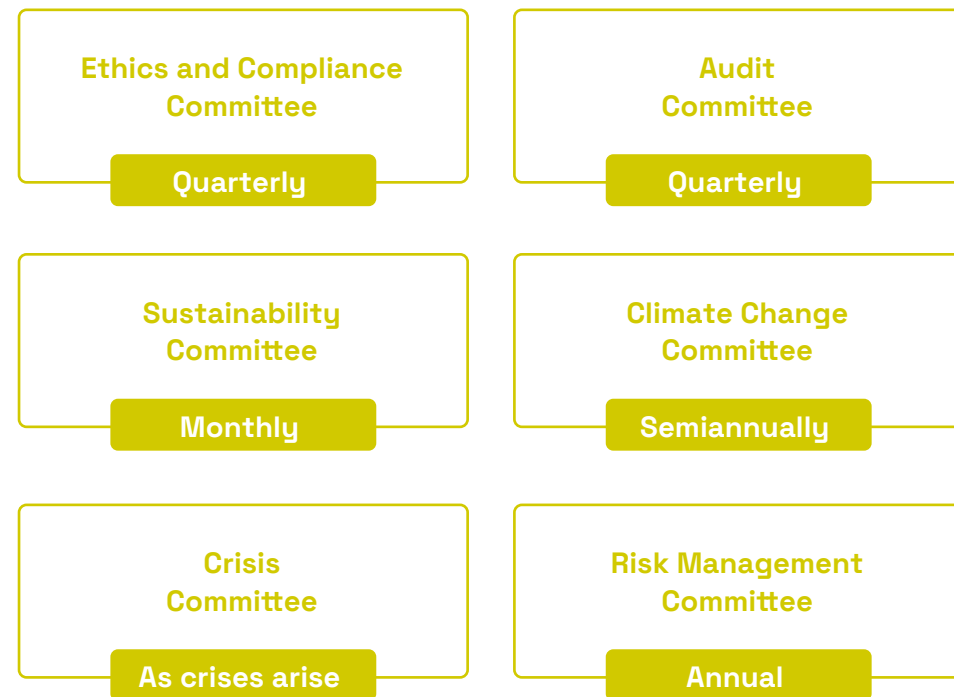 Ethics and Compliance
Committee
Quarterly
Audit
Committee
Quarterly
Sustainability
Committee
Monthly
Climate Change
Committee
Semiannually
Crisis
Committee
As crises arise
Risk Management
Committee
Annual